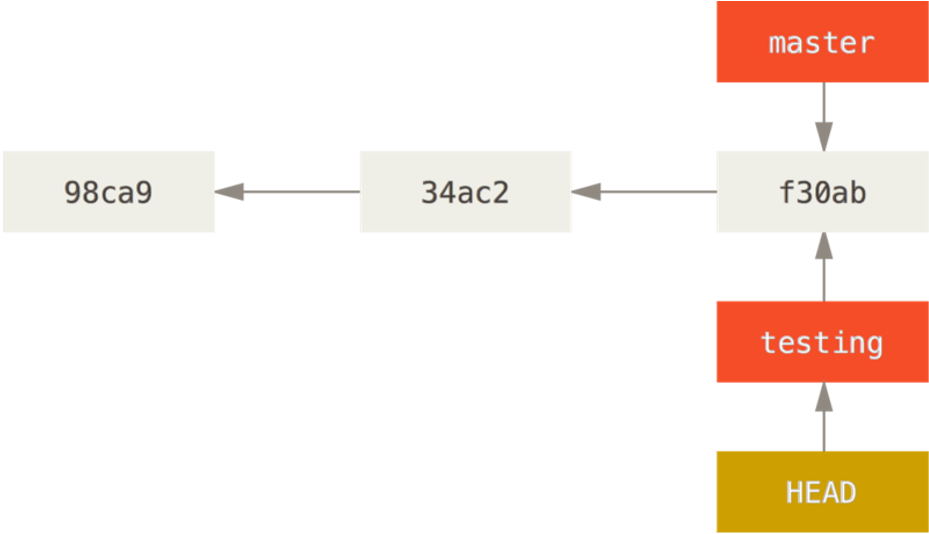 master
98ca9
34ac2
f30ab
testing
HEAD